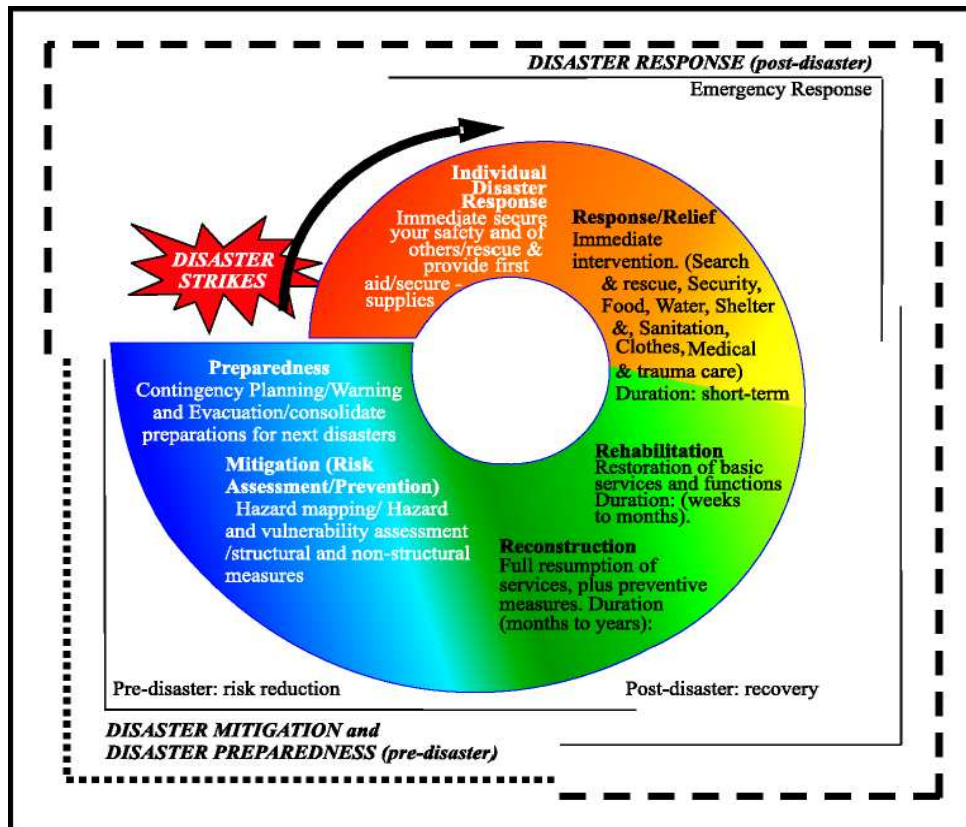 DISASTER RESPONSE (post-disaster)
Emergency Response
DISASTER
STRIKES
Individual
Disaster
Response
Immediate secure
your safety and of
others/rescue &
provide first
aid/secure -
supplies
Response/Relief
Immediate
intervention. (Search
& rescue, Security,
Food, Water, Shelter
&, Sanitation,
Clothes, Medical
& trauma care)
Duration: short-term
Rehabilitation
Restoration of basic
services and functions
Duration: (weeks
to months).
Reconstruction
Full resumption of
services, plus preventive
measures. Duration
(months to years):
Preparedness
Contingency Planning/Warning
and Evacuation/consolidate
preparations for next disasters
Mitigation (Risk
Assessment/Prevention)
Hazard mapping/ Hazard
and vulnerability assessment
/structural and non-structural
measures
Pre-disaster: risk reduction
Post-disaster: recovery
DISASTER MITIGATION and
DISASTER PREPAREDNESS (pre-disaster)